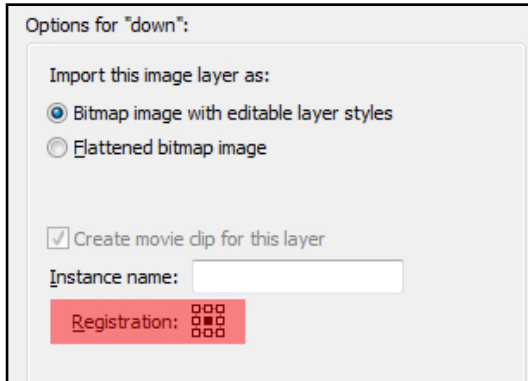 Options for "down":
Import this image layer as:
Bitmap image with editable layer styles
Flattened bitmap image
Create movie clip for this layer
Instance name:
Registration: